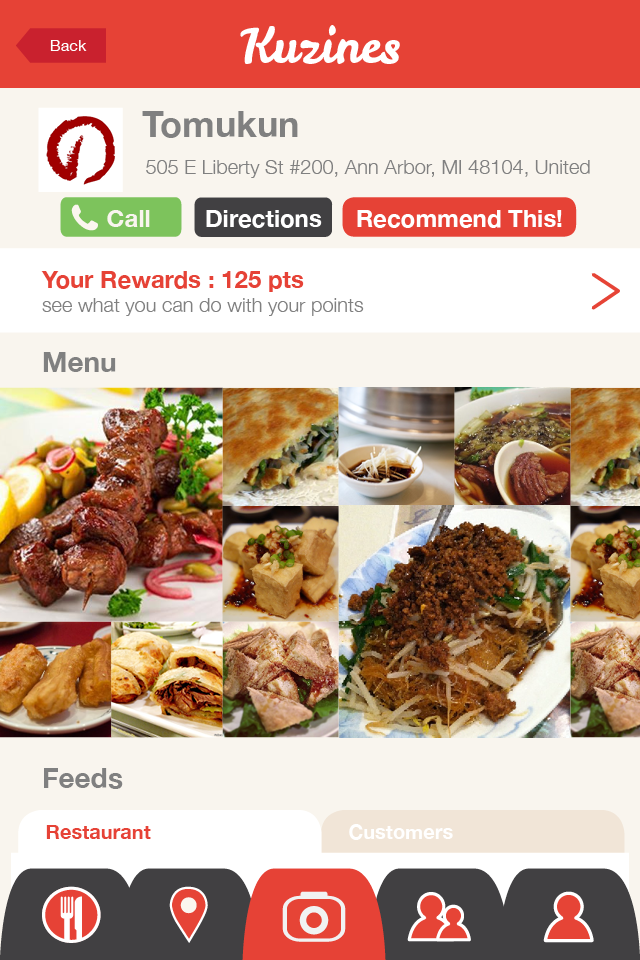 Back
Kuzines
Tomukun
505 E Liberty St #200, Ann Arbor, MI 48104, United
Call
Directions
Recommend This!
Your Rewards : 125 pts
see what you can do with your points
Menu
Feeds
Restaurant
Customers